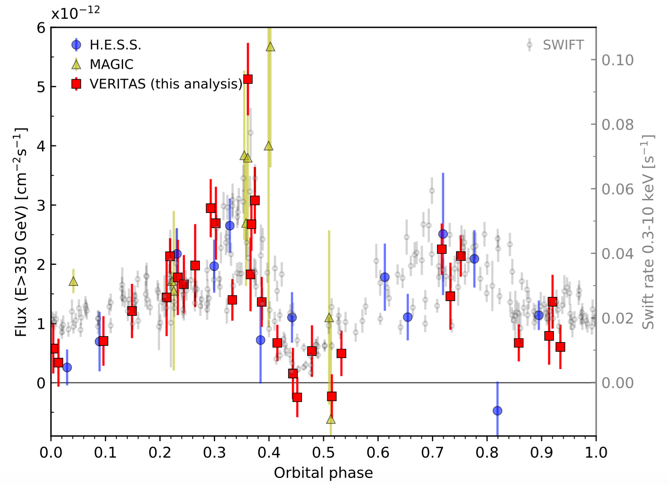 x10⁻¹²
H.E.S.S.
MAGIC
VERITAS (this analysis)
SWIFT
Flux (E>350 GeV) [cm⁻²s⁻¹]
6
5
4
3
2
1
0
0.10
0.08
0.06
0.04
0.02
0.00
Swift rate 0.3-10 keV [s⁻¹]
0.0 0.1 0.2 0.3 0.4 0.5 0.6 0.7 0.8 0.9 1.0
Orbital phase